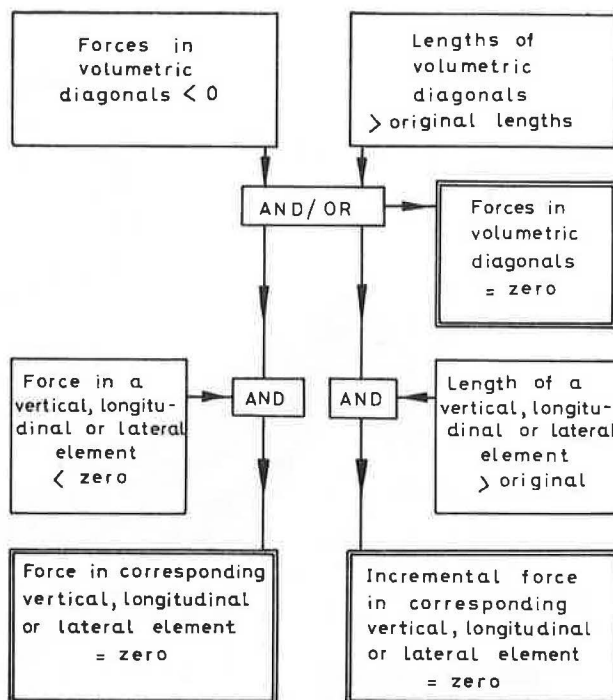 Forces in
volumetric
diagonals < 0
Lengths of
volumetric
diagonals
> original lengths
AND/OR
Forces in
volumetric
diagonals
= zero
Force in a
vertical, longitu-
dinal or lateral
element
< zero
AND
AND
Length of a
vertical, longitu-
dinal or lateral
element
> original
Force in corresponding
vertical, longitudinal
or lateral element
= zero
Incremental force
in corresponding
vertical, longitudinal
or lateral element
= zero